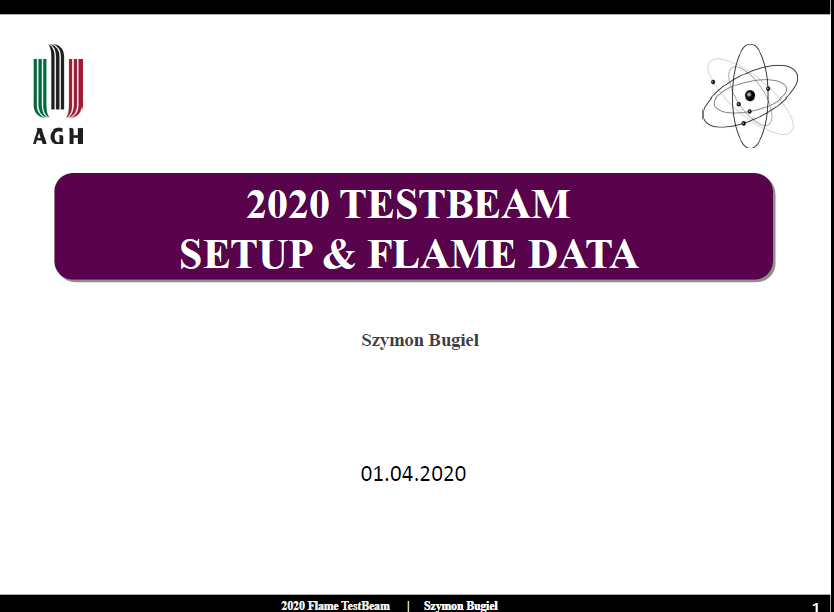 AGH
2020 TESTBEAM
SETUP & FLAME DATA
Szymon Bugiel
01.04.2020
2020 Flame TestBeam | Szymon Bugiel
1